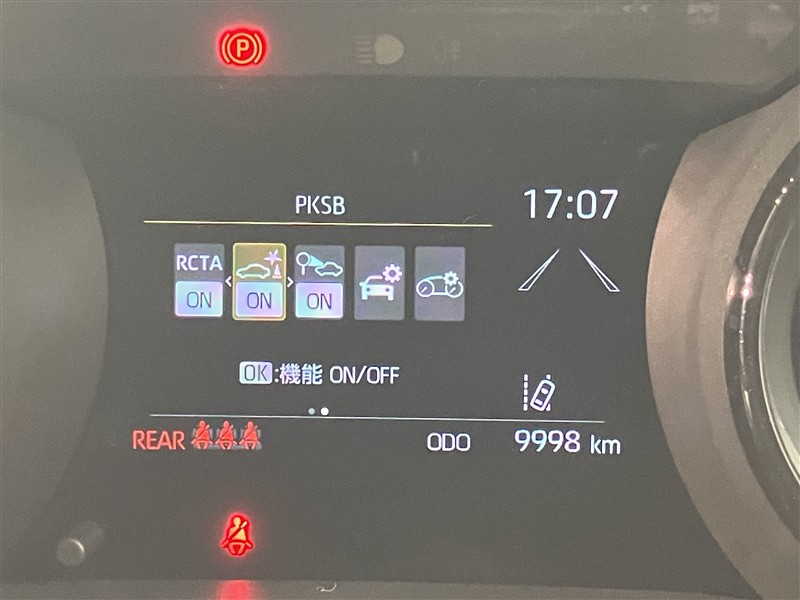 P
PKSB
17:07
RCTA
ON
ON
ON
OK:機能 ON/OFF
REAR
ODO
9998 km